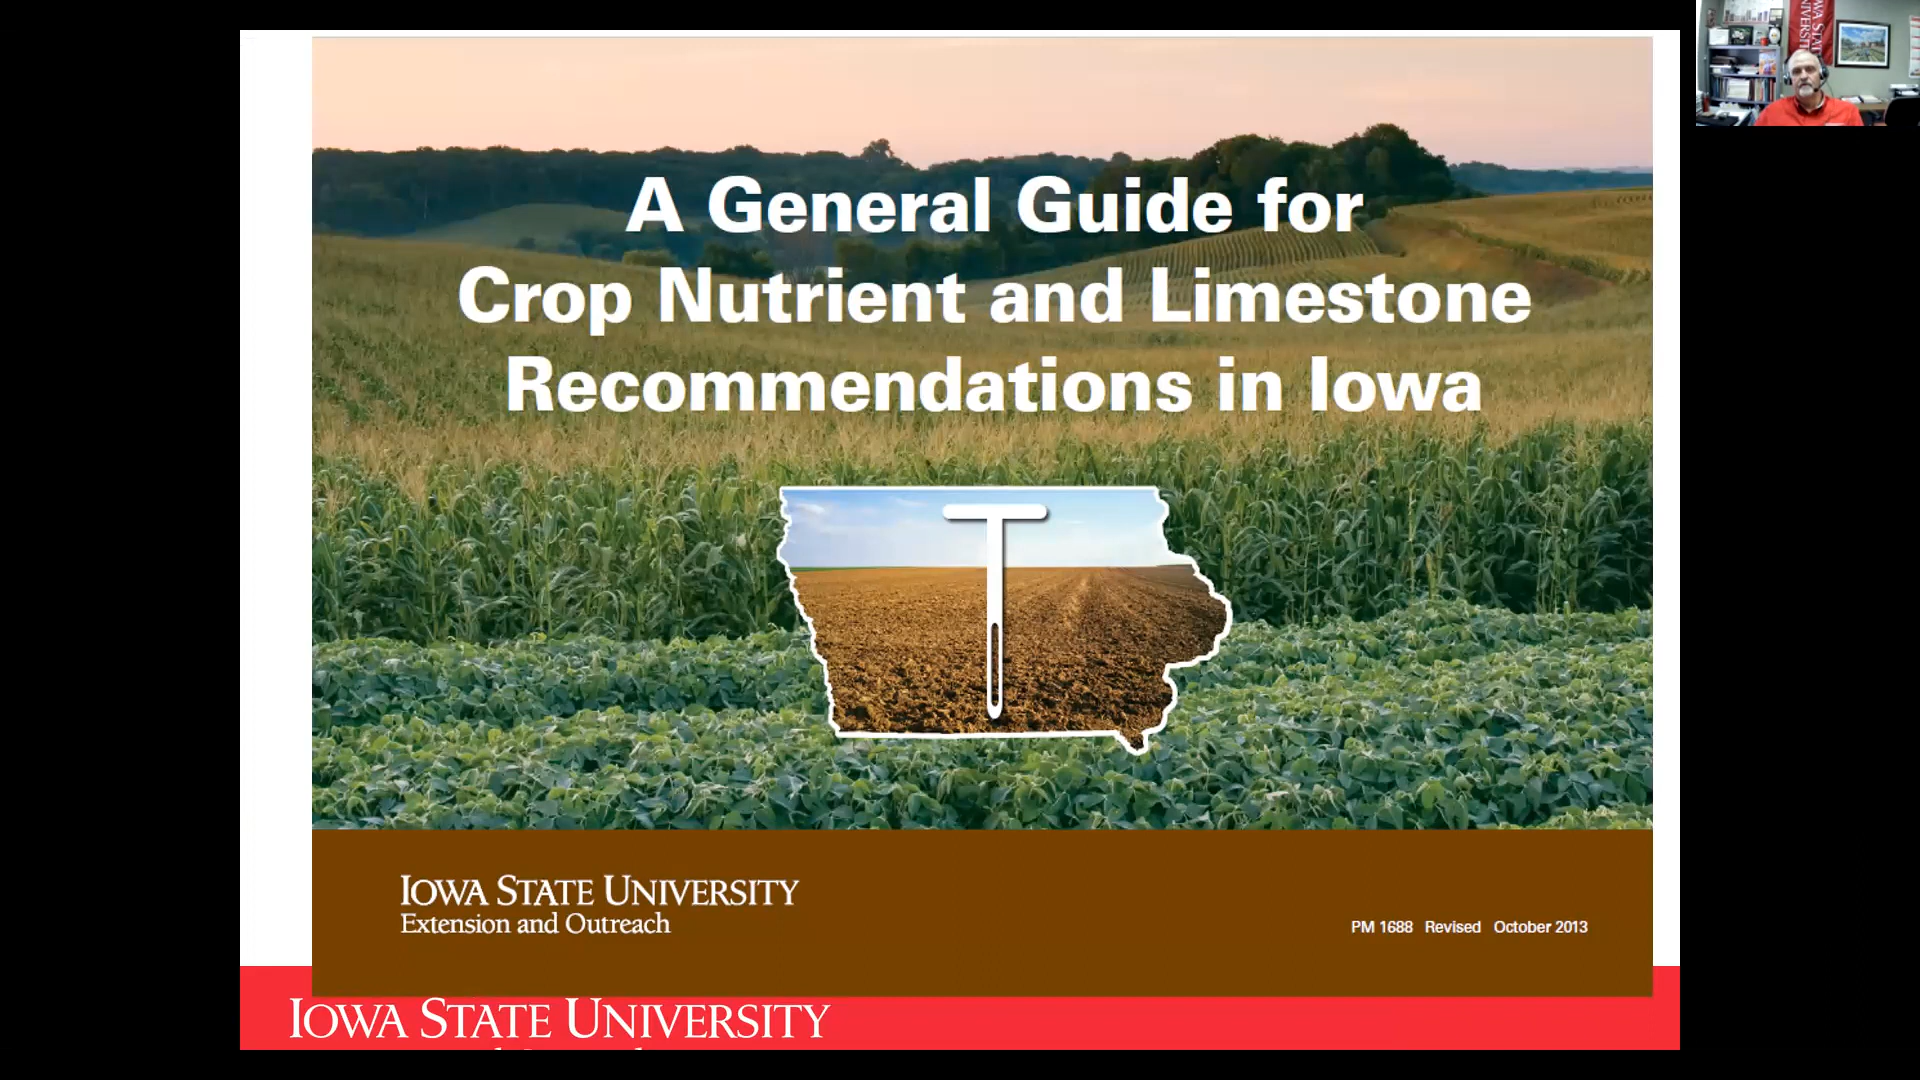 A General Guide for
Crop Nutrient and Limestone
Recommendations in Iowa
IOWA STATE UNIVERSITY
Extension and Outreach
PM 1688 Revised October 2013
IOWA STATE UNIVERSITY